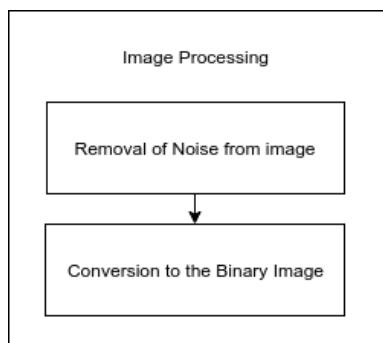 Image Processing
Removal of Noise from image
Conversion to the Binary Image